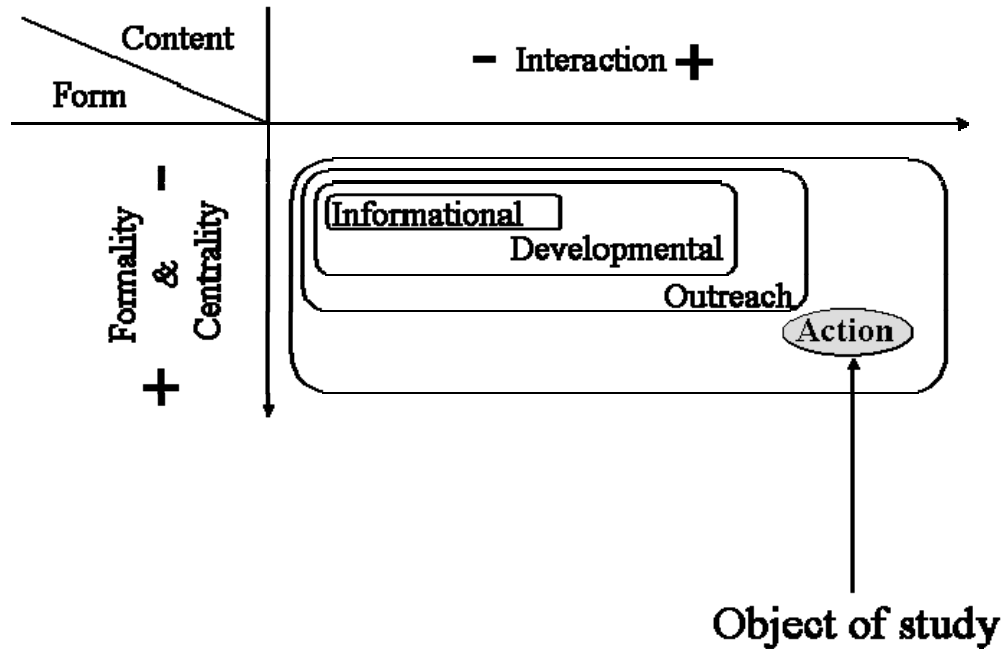 Content
Form
- Interaction +
- 
Formality
&
Centrality
+
Informational
Developmental
Outreach
Action
Object of study